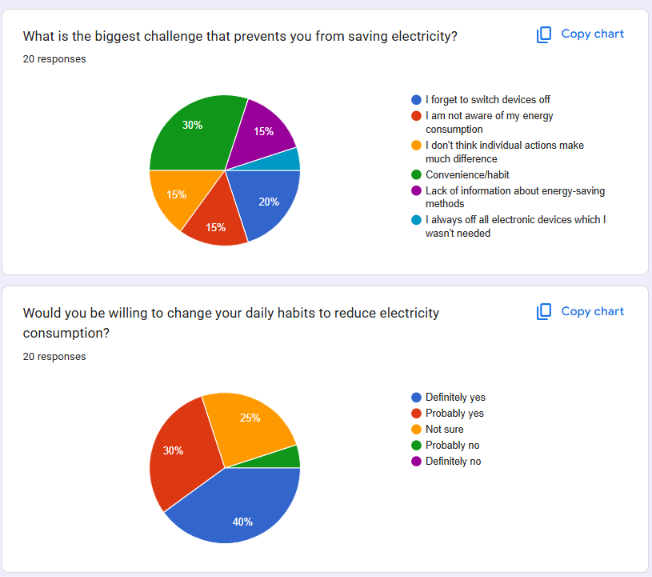 What is the biggest challenge that prevents you from saving electricity?
Copy chart
20 responses
30%
15%
15%
20%
15%
I forget to switch devices off
I am not aware of my energy
consumption
I don't think individual actions make
much difference
Convenience/habit
Lack of information about energy-saving
methods
I always off all electronic devices which I
wasn't needed
Would you be willing to change your daily habits to reduce electricity
consumption?
Copy chart
20 responses
25%
30%
40%
Definitely yes
Probably yes
Not sure
Probably no
Definitely no